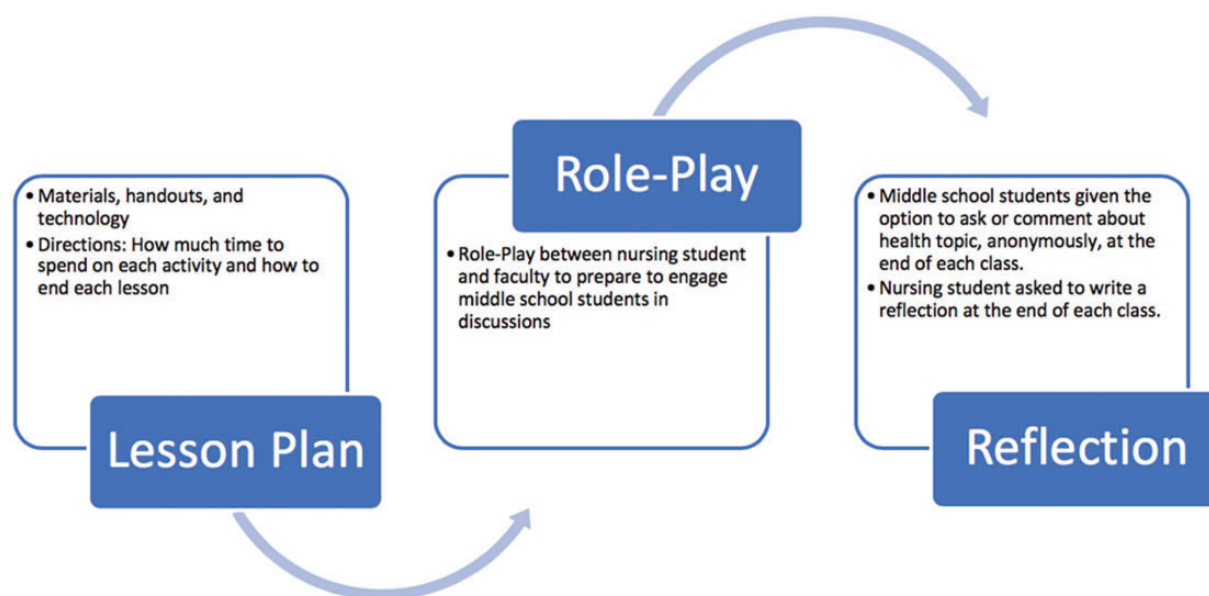 • Materials, handouts, and
technology
• Directions: How much time to
spend on each activity and how to
end each lesson
Lesson Plan
Role-Play
• Role-Play between nursing student
and faculty to prepare to engage
middle school students in
discussions
• Middle school students given the
option to ask or comment about
health topic, anonymously, at the
end of each class.
• Nursing student asked to write a
reflection at the end of each class.
Reflection